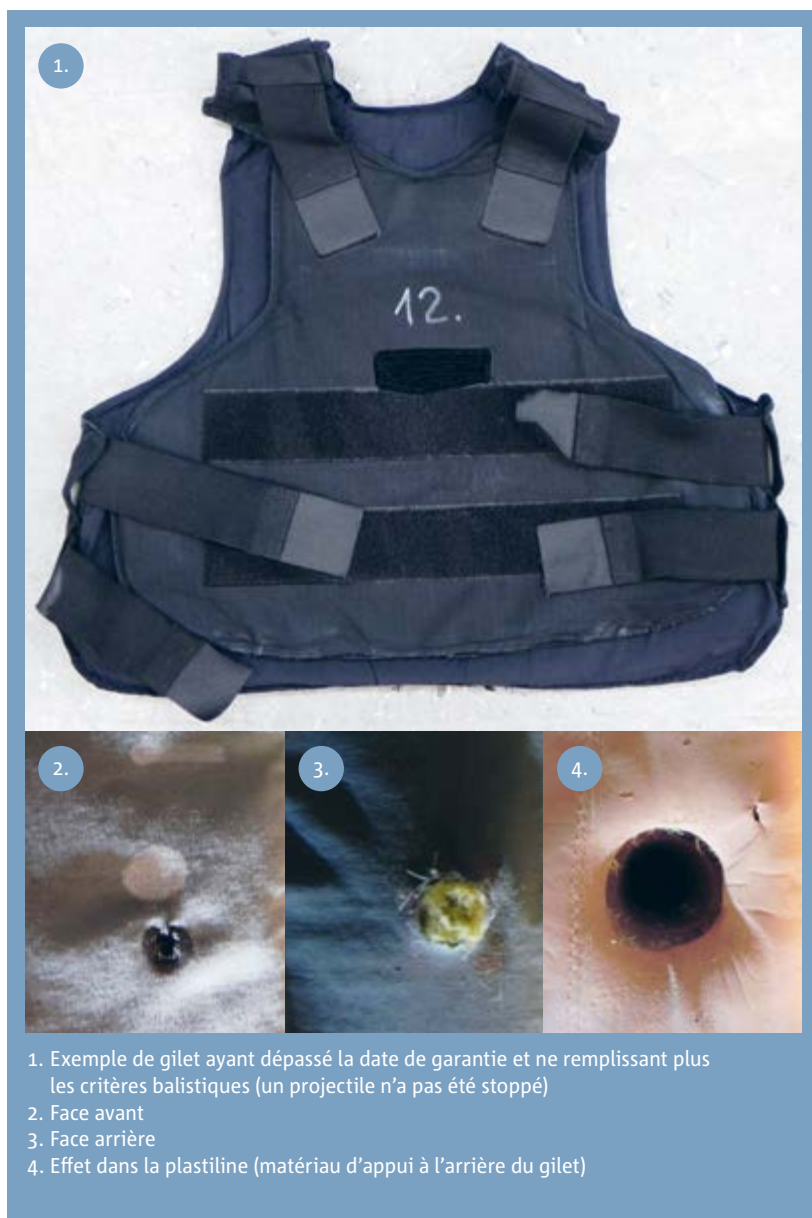 1.
12.
2.
3.
4.
1. Exemple de gilet ayant dépassé la date de garantie et ne remplissant plus
les critères balistiques (un projectile n'a pas été stoppé)
2. Face avant
3. Face arrière
4. Effet dans la plastiline (matériau d'appui à l'arrière du gilet)